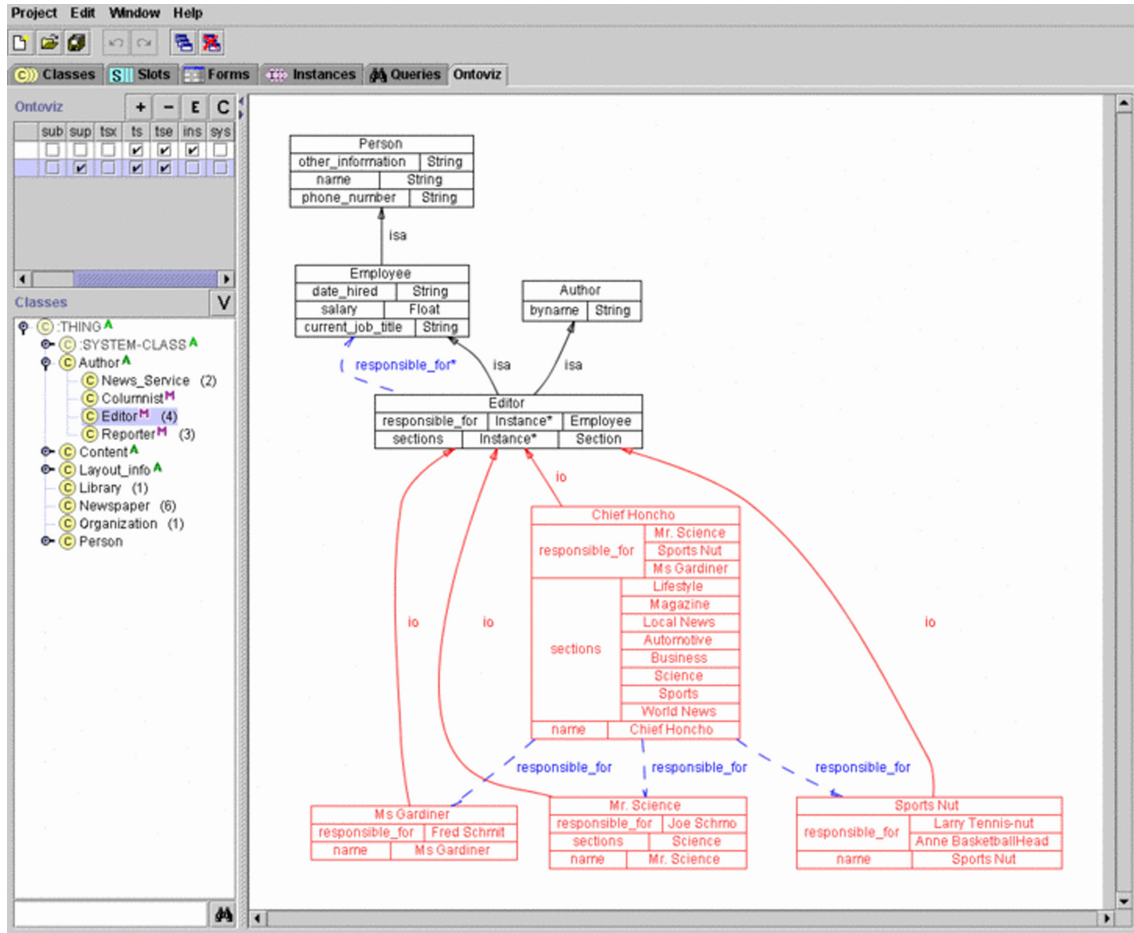 Project Edit Window Help
Classes Slots Forms Instances Queries Ontoviz
Ontoviz + - E C
sub sup tsx ts tse ins sys
Classes V
:THING A
:SYSTEM-CLASS A
Author A
News_Service (2)
Columnist M
Editor M (4)
Reporter M (3)
Content A
Layout_info A
Library (1)
Newspaper (6)
Organization (1)
Person
Person
other_information String
name String
phone_number String
isa
Employee
date_hired String
salary Float
current_job_title String
Author
byname String
( responsible_for* isa isa
Editor
responsible_for Instance* Employee
sections Instance* Section
io
Chief Honcho
responsible_for
Mr. Science
Sports Nut
Ms Gardiner
sections
Lifestyle
Magazine
Local News
Automotive
Business
Science
Sports
World News
name Chief Honcho
io io io
responsible_for responsible_for responsible_for
Ms Gardiner
responsible_for Fred Schmit
name Ms Gardiner
Mr. Science
responsible_for Joe Schmo
sections Science
name Mr. Science
Sports Nut
responsible_for
Larry Tennis-nut
Anne BasketballHead
name Sports Nut